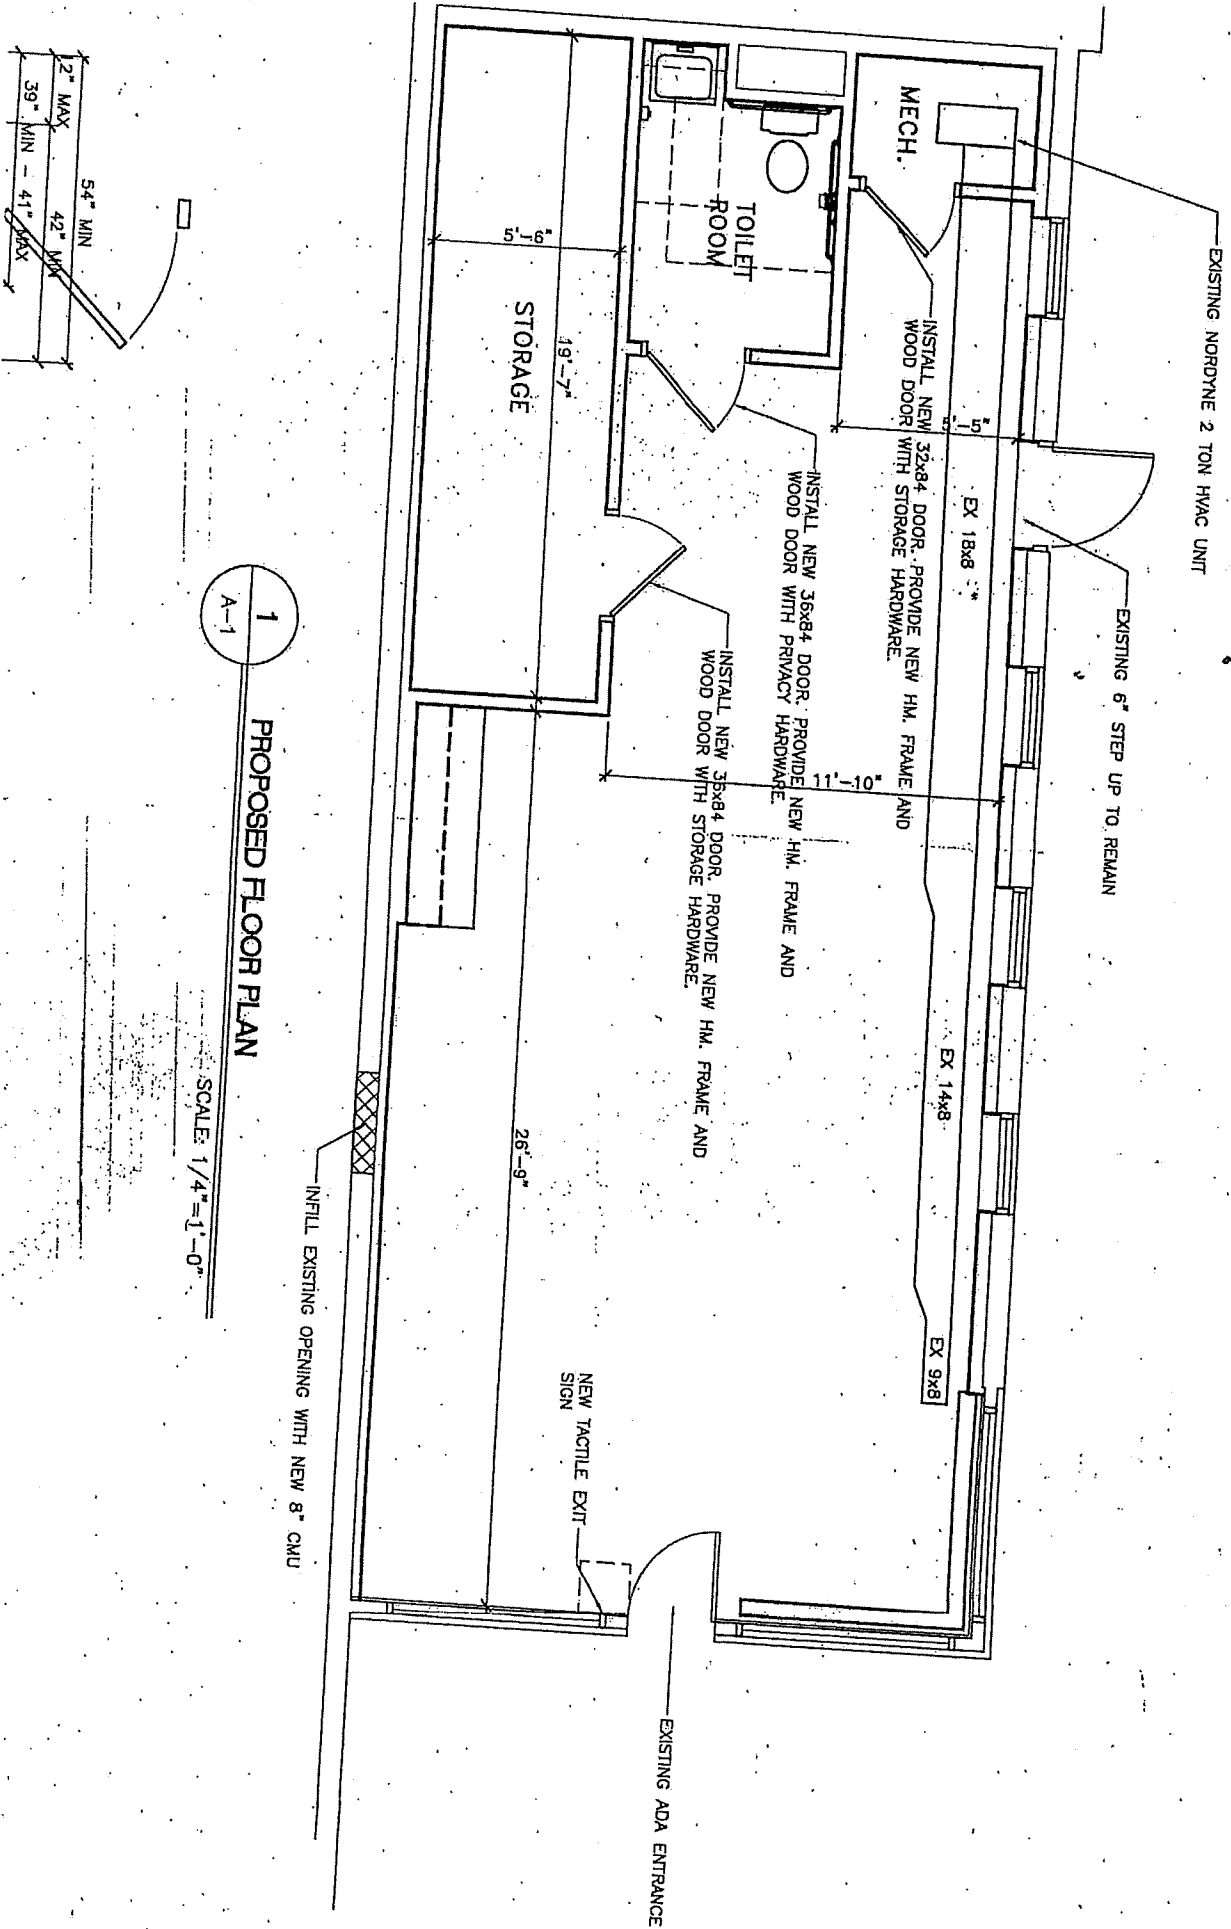 EXISTING NORDYNE 2 TON HVAC UNIT
EXISTING 6" STEP UP TO REMAIN
MECH.
INSTALL NEW 32x84 DOOR. PROVIDE NEW HM. FRAME AND
WOOD DOOR WITH STORAGE HARDWARE.
5'-5"
EX 18x8
EX 14x8
EX 9x8
TOILET
ROOM
INSTALL NEW 36x84 DOOR. PROVIDE NEW HM. FRAME AND
WOOD DOOR WITH PRIVACY HARDWARE.
11'-10"
INSTALL NEW 36x84 DOOR. PROVIDE NEW HM. FRAME AND
WOOD DOOR WITH STORAGE HARDWARE.
5'-6"
19'-7"
STORAGE
26'-9"
NEW TACTILE EXIT
SIGN
EXISTING ADA ENTRANCE
INFILL EXISTING OPENING WITH NEW 8" CMU
1
A-1
PROPOSED FLOOR PLAN
SCALE: 1/4"=1'-0"
54" MIN
42" MIN
12" MAX
39" MIN - 41" MAX